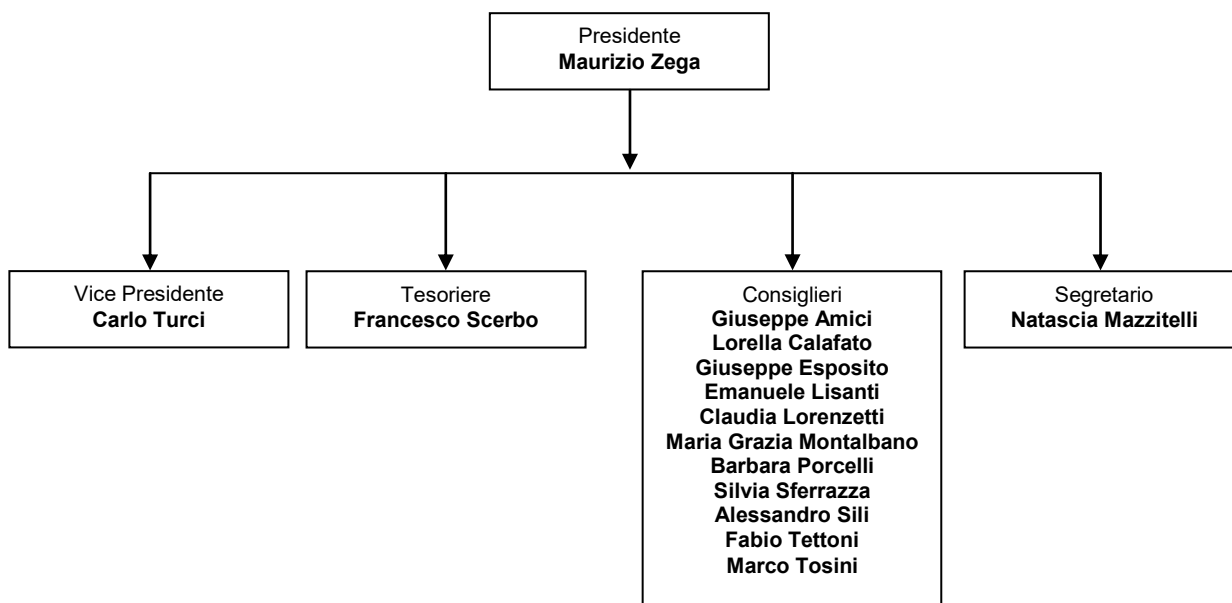 Presidente
Maurizio Zega
Vice Presidente
Carlo Turci
Tesoriere
Francesco Scerbo
Consiglieri
Giuseppe Amici
Lorella Calafato
Giuseppe Esposito
Emanuele Lisanti
Claudia Lorenzetti
Maria Grazia Montalbano
Barbara Porcelli
Silvia Sferrazza
Alessandro Sili
Fabio Tettoni
Marco Tosini
Segretario
Natascia Mazzitelli